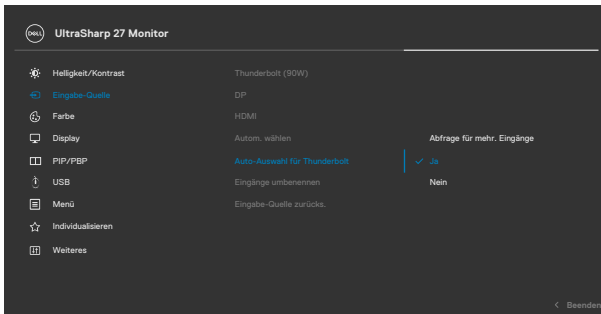 DELL UltraSharp 27 Monitor
Helligkeit/Kontrast
Eingabe-Quelle
Farbe
Display
PIP/PBP
USB
Menü
Individualisieren
Weiteres
Thunderbolt (90W)
DP
HDMI
Autom. wählen
Auto-Auswahl für Thunderbolt
Eingänge umbenennen
Eingabe-Quelle zurücks.
Abfrage für mehr. Eingänge
Ja
Nein
Beenden